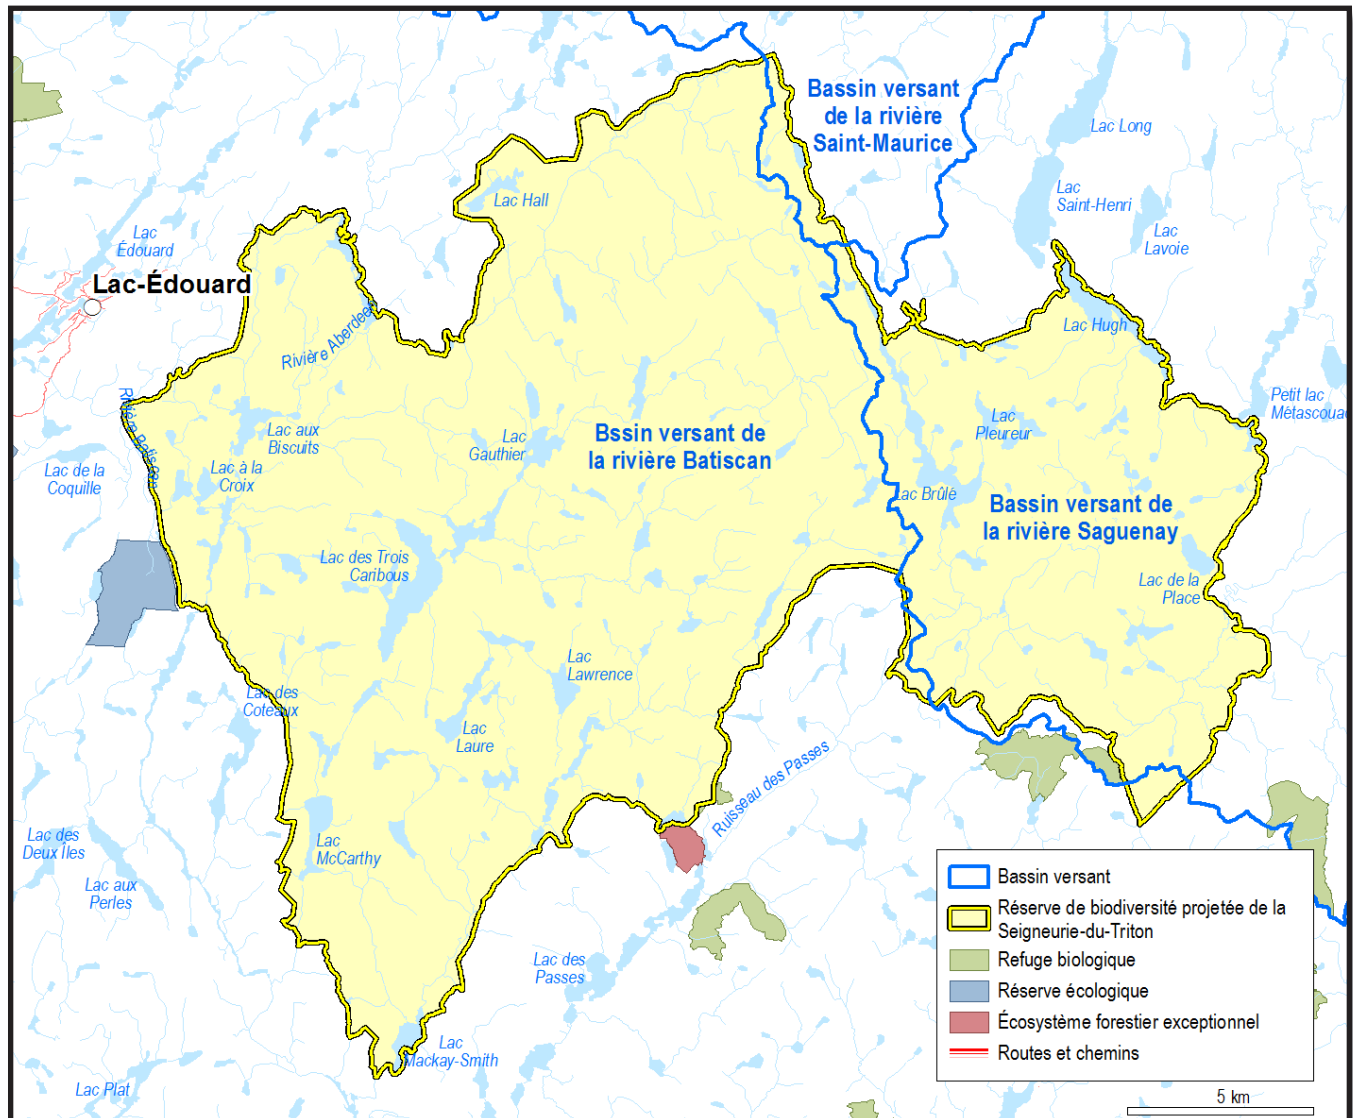 Bassin versant
de la rivière
Saint-Maurice
Lac Long
Lac
Saint-Henri
Lac
Lavoie
Lac Hall
Lac
Édouard
Lac-Édouard
Rivière Aberdeen
Lac Hugh
Petit lac
Métascouac
Rivière Batiscan
Lac aux
Biscuits
Lac
Gauthier
Bssin versant de
la rivière Batiscan
Lac
Pleureur
Lac de la
Coquille
Lac à la
Croix
Lac Brûlé
Bassin versant de
la rivière Saguenay
Lac des Trois
Caribous
Lac de la
Place
Lac
Lawrence
Lac des
Coteaux
Lac
Laure
Ruisseau des Passes
Lac des
Deux Iles
Lac
McCarthy
Lac aux
Perles
Lac des
Passes
Lac
Mackay-Smith
Lac Plat
Bassin versant
Réserve de biodiversité projetée de la
Seigneurie-du-Triton
Refuge biologique
Réserve écologique
Écosystème forestier exceptionnel
Routes et chemins
5 km